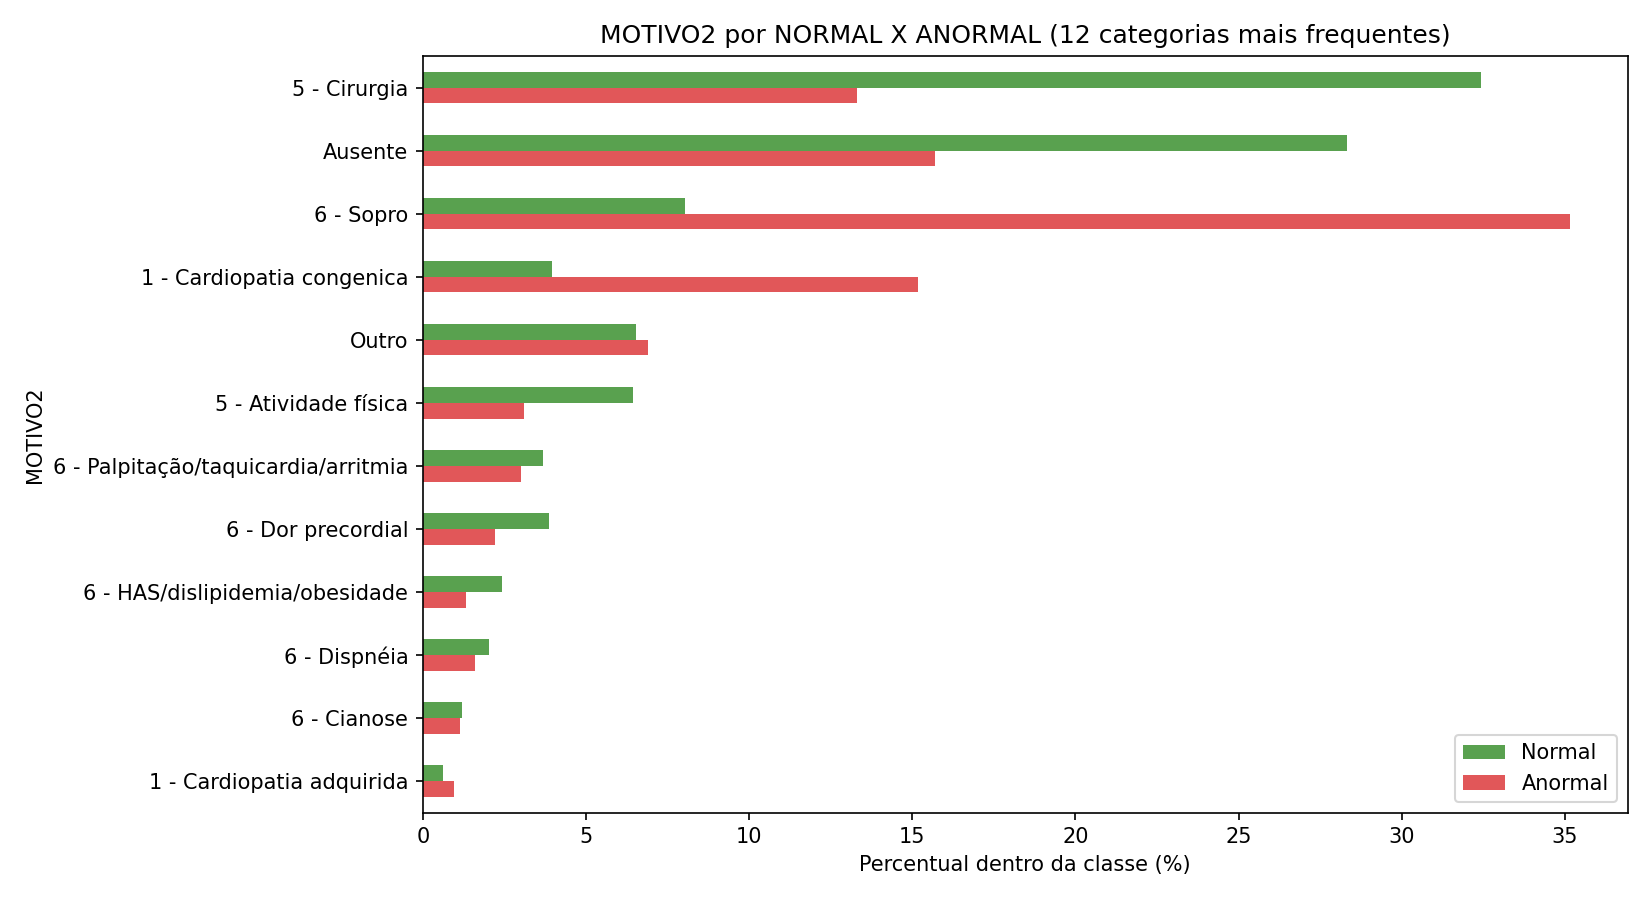 MOTIVO2 por NORMAL X ANORMAL (12 categorias mais frequentes)
MOTIVO2
5 - Cirurgia
Ausente
6 - Sopro
1 - Cardiopatia congenica
Outro
5 - Atividade física
6 - Palpitação/taquicardia/arritmia
6 - Dor precordial
6 - HAS/dislipidemia/obesidade
6 - Dispnéia
6 - Cianose
1 - Cardiopatia adquirida
Normal
Anormal
0 5 10 15 20 25 30 35
Percentual dentro da classe (%)